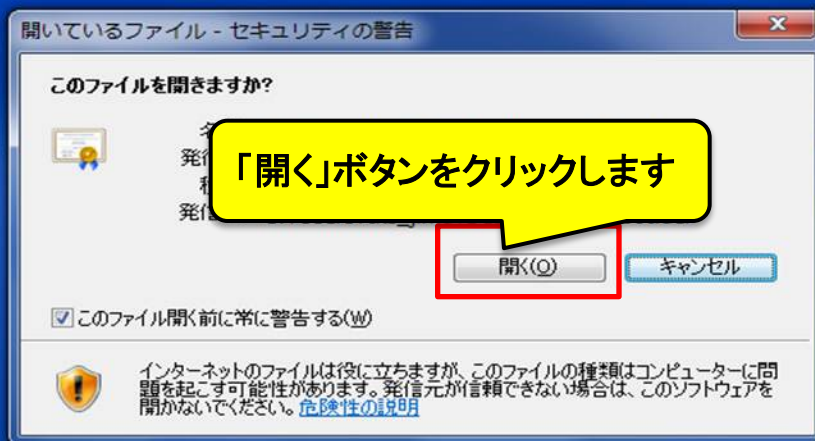 開いているファイル - セキュリティの警告
このファイルを開きますか?
発
「開く」ボタンをクリックします
発信
開く(O)
キャンセル
このファイル開く前に常に警告する(W)
インターネットのファイルは役に立ちますが、このファイルの種類はコンピューターに問
題を起こす可能性があります。発信元が信頼できない場合は、このソフトウェアを
開かないでください。危険性の説明